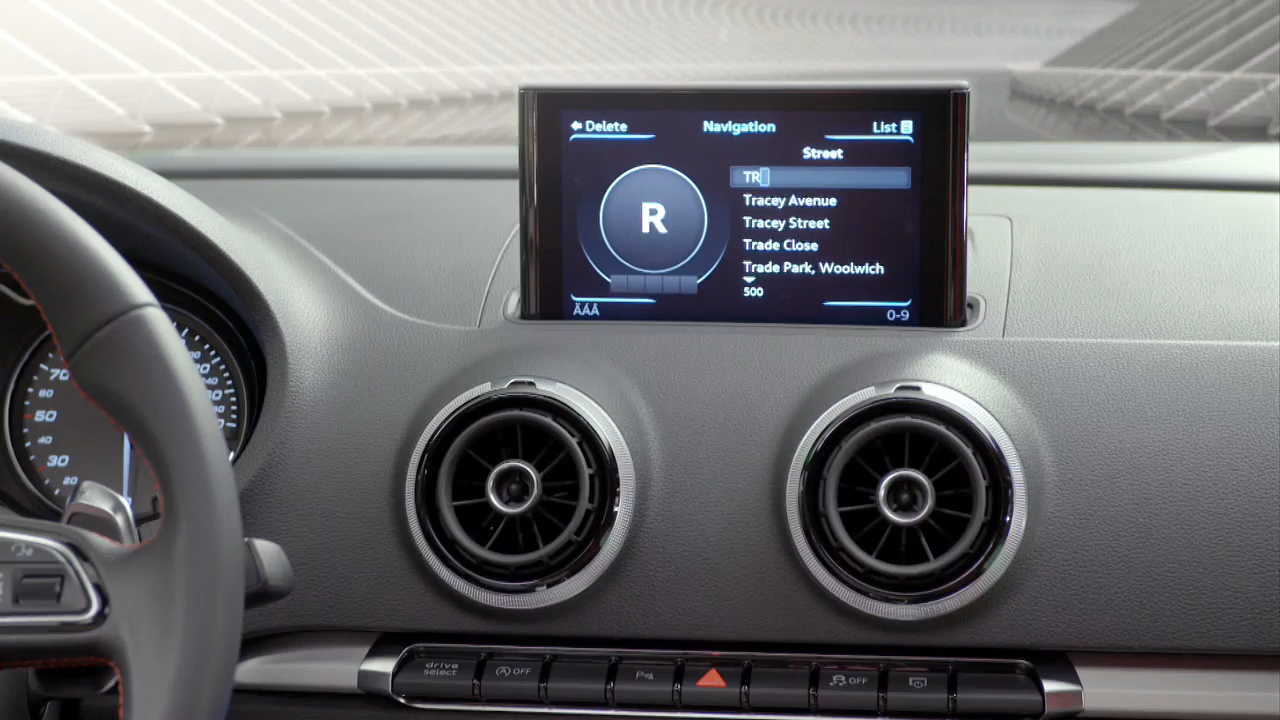 Delete Navigation List
Street
TR
R
Tracey Avenue
Tracey Street
Trade Close
Trade Park, Woolwich
500
ÄÀÂ 0-9
70
60
50
40
30
20
drive
select
OFF
OFF